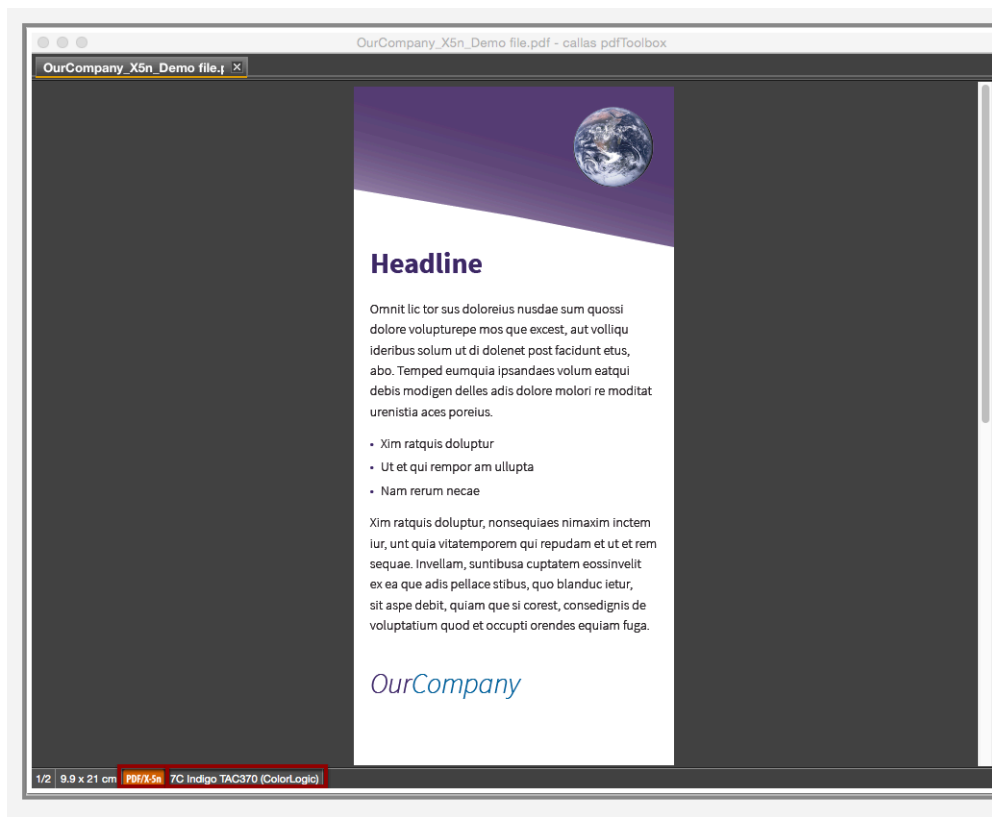 OurCompany_X5n_Demo file.pdf - callas pdfToolbox
OurCompany_X5n_Demo file.p
Headline
Omnit lic tor sus doloreius nusdae sum quossi
dolore volupturepe mos que excest, aut volliqu
ideribus solum ut di dolenet post facidunt etus,
abo. Temped eumquia ipsandaes volum eatqui
debis modigen delles adis dolore molori re moditat
urenistia aces poreius.
• Xim ratquis doluptur
• Ut et qui rempor am ullupta
• Nam rerum necae
Xim ratquis doluptur, nonsequiaes nimaxim inctem
iur, unt quia vitatemporem qui repudam et ut et rem
sequae. Invellam, suntibusa cuptatem eossinvelit
ex ea que adis pellace stibus, quo blanduc ietur,
sit aspe debit, quiam que si corest, consedignis de
voluptatium quod et occupti orendes equiam fuga.
OurCompany
1/2 9.9 x 21 cm PDF/X-5n 7C Indigo TAC370 (ColorLogic)